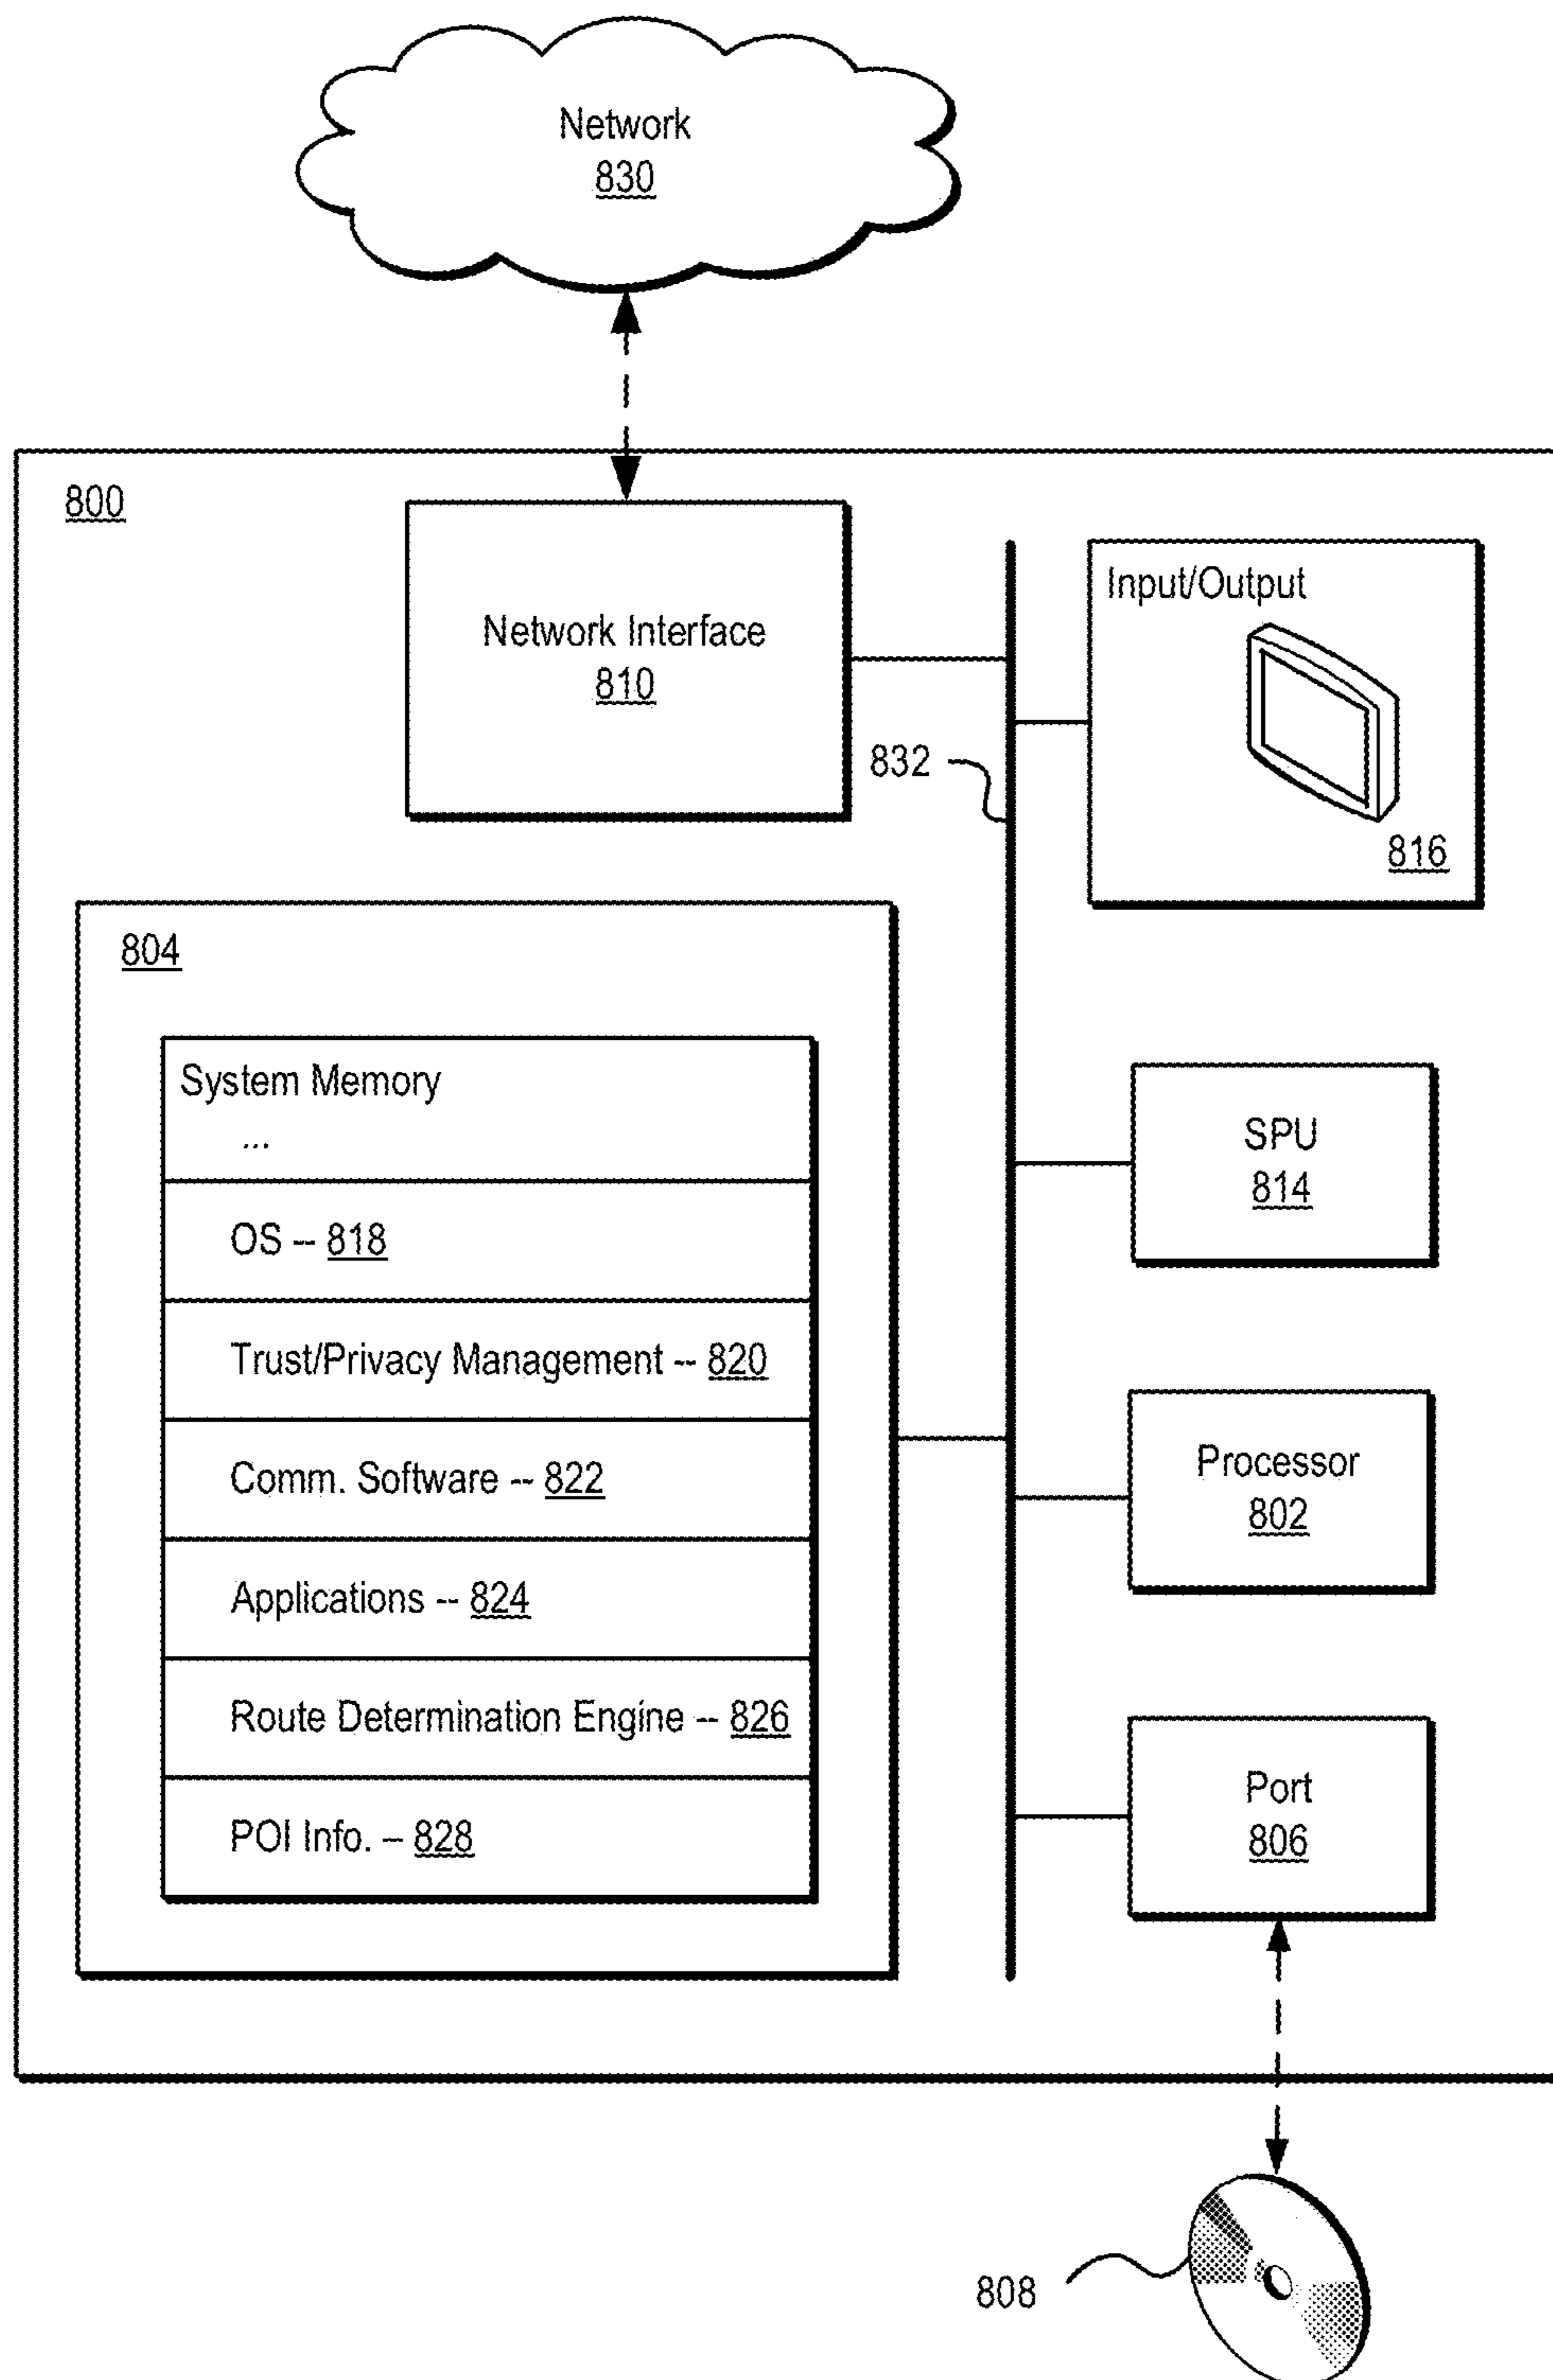 Network
830
800
Network Interface
810
Input/Output
816
832
804
System Memory
...
OS -- 818
Trust/Privacy Management -- 820
Comm. Software -- 822
Applications -- 824
Route Determination Engine -- 826
POI Info. – 828
SPU
814
Processor
802
Port
806
808